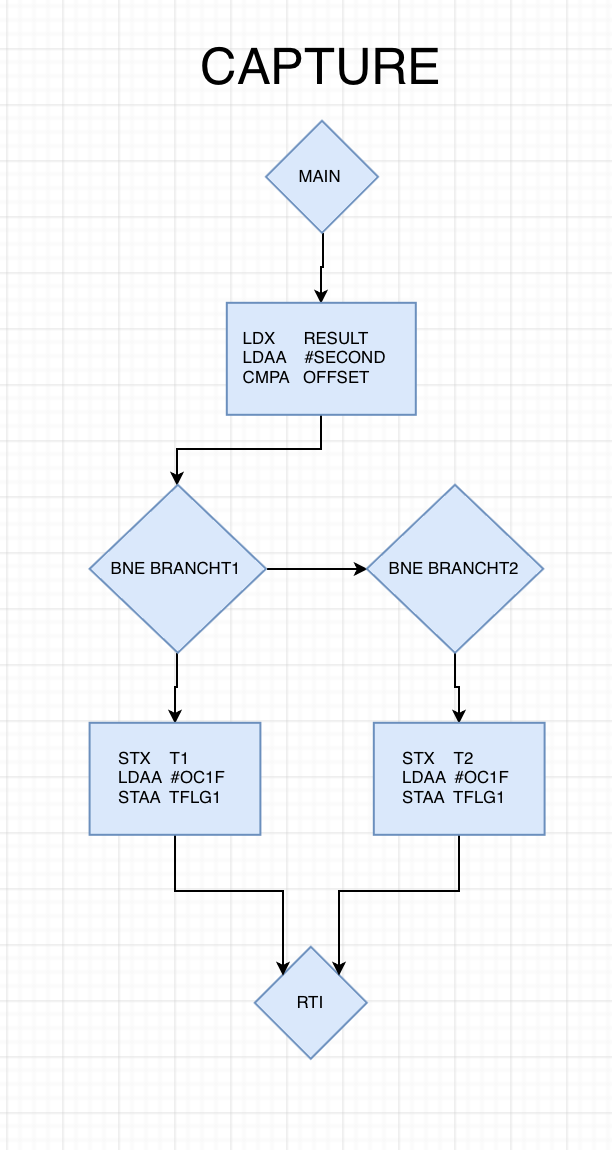 CAPTURE
MAIN
LDX RESULT
LDAA #SECOND
CMPA OFFSET
BNE BRANCHT1
BNE BRANCHT2
STX T1
LDAA #OC1F
STAA TFLG1
STX T2
LDAA #OC1F
STAA TFLG1
RTI